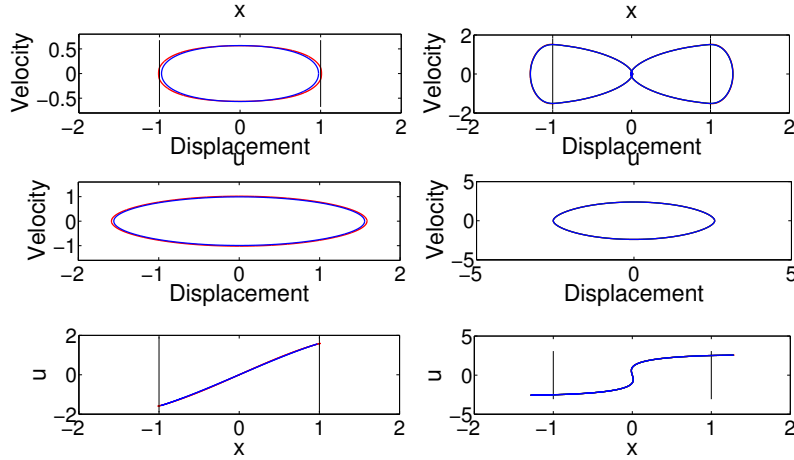 x
0.5
0
−0.5
Velocity
−2 −1 0 1 2
Displacement
x
2
0
−2
Velocity
−2 −1 0 1 2
Displacement
u
1
0
−1
Velocity
−2 −1 0 1 2
Displacement
u
5
0
−5
Velocity
−5 0 5
Displacement
2
0
−2
u
−2 −1 0 1 2
x
5
0
−5
u
−2 −1 0 1 2
x